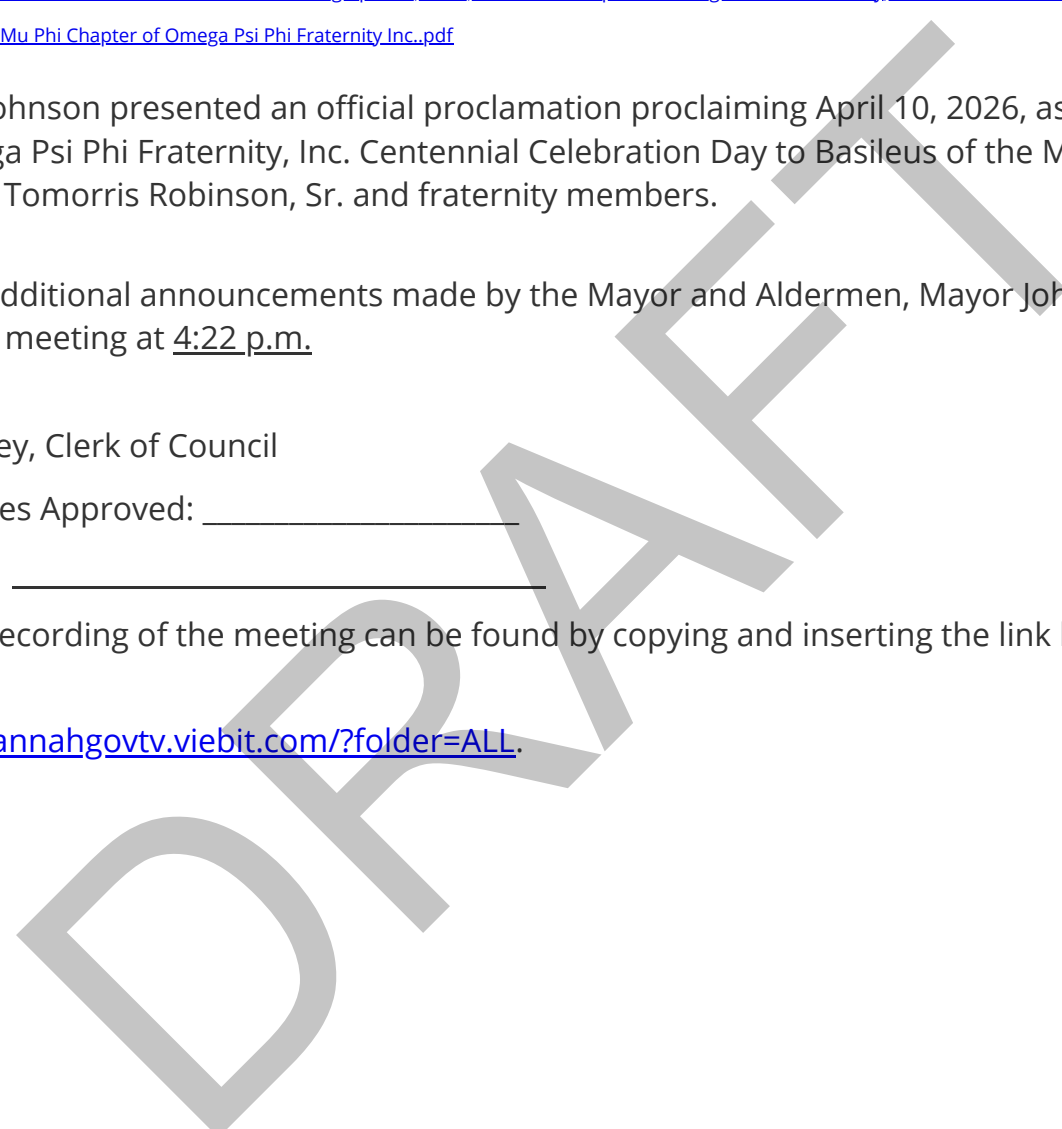 Mu Phi Chapter of Omega Psi Phi Fraternity Inc..pdf
ohnson presented an official proclamation proclaiming April 10, 2026, as
ga Psi Phi Fraternity, Inc. Centennial Celebration Day to Basileus of the M
Tomorris Robinson, Sr. and fraternity members.
dditional announcements made by the Mayor and Aldermen, Mayor Joh
meeting at 4:22 p.m.
ey, Clerk of Council
es Approved: ______________________
ecording of the meeting can be found by copying and inserting the link
annahgovtv.viebit.com/?folder=ALL.
DRAFT